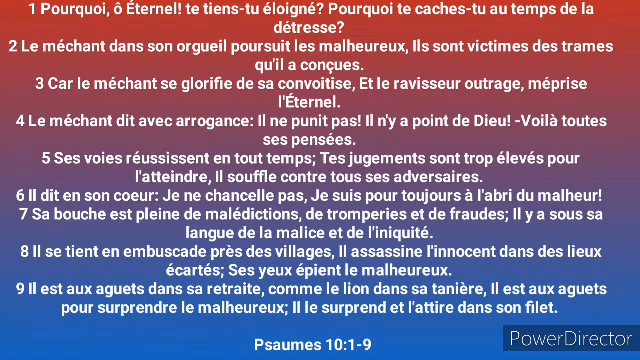 1 Pourquoi, ô Éternel! te tiens-tu éloigné? Pourquoi te caches-tu au temps de la
détresse?
2 Le méchant dans son orgueil poursuit les malheureux, Ils sont victimes des trames
qu'il a conçues.
3 Car le méchant se glorifie de sa convoitise, Et le ravisseur outrage, méprise
l'Éternel.
4 Le méchant dit avec arrogance: Il ne punit pas! Il n'y a point de Dieu! -Voilà toutes
ses pensées.
5 Ses voies réussissent en tout temps; Tes jugements sont trop élevés pour
l'atteindre, Il souffle contre tous ses adversaires.
6 Il dit en son coeur: Je ne chancelle pas, Je suis pour toujours à l'abri du malheur!
7 Sa bouche est pleine de malédictions, de tromperies et de fraudes; Il y a sous sa
langue de la malice et de l'iniquité.
8 Il se tient en embuscade près des villages, Il assassine l'innocent dans des lieux
écartés; Ses yeux épient le malheureux.
9 Il est aux aguets dans sa retraite, comme le lion dans sa tanière, Il est aux aguets
pour surprendre le malheureux; Il le surprend et l'attire dans son filet.
Psaumes 10:1-9
PowerDirector